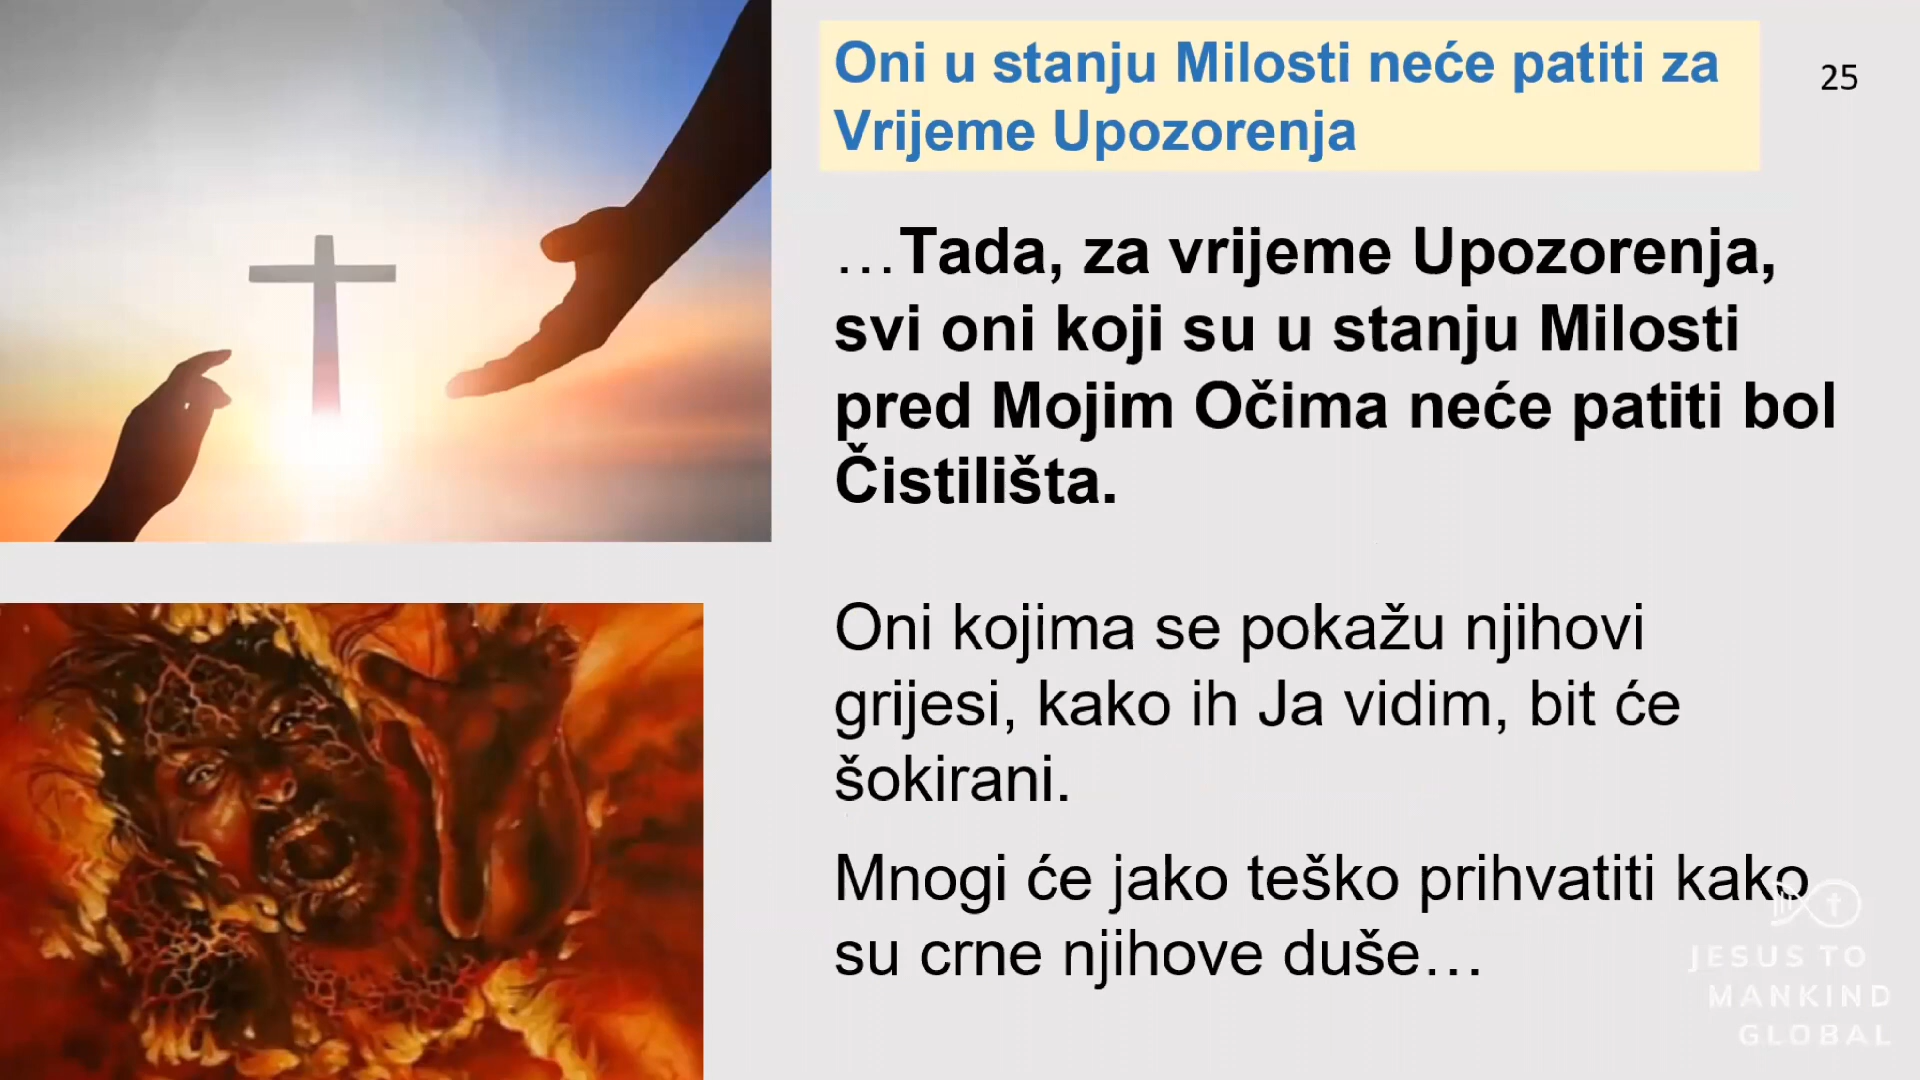 Oni u stanju Milosti neće patiti za
Vrijeme Upozorenja
25
…Tada, za vrijeme Upozorenja,
svi oni koji su u stanju Milosti
pred Mojim Očima neće patiti bol
Čistilišta.
Oni kojima se pokažu njihovi
grijesi, kako ih Ja vidim, bit će
šokirani.
Mnogi će jako teško prihvatiti kako
su crne njihove duše…
JESUS TO
MANKIND
GLOBAL